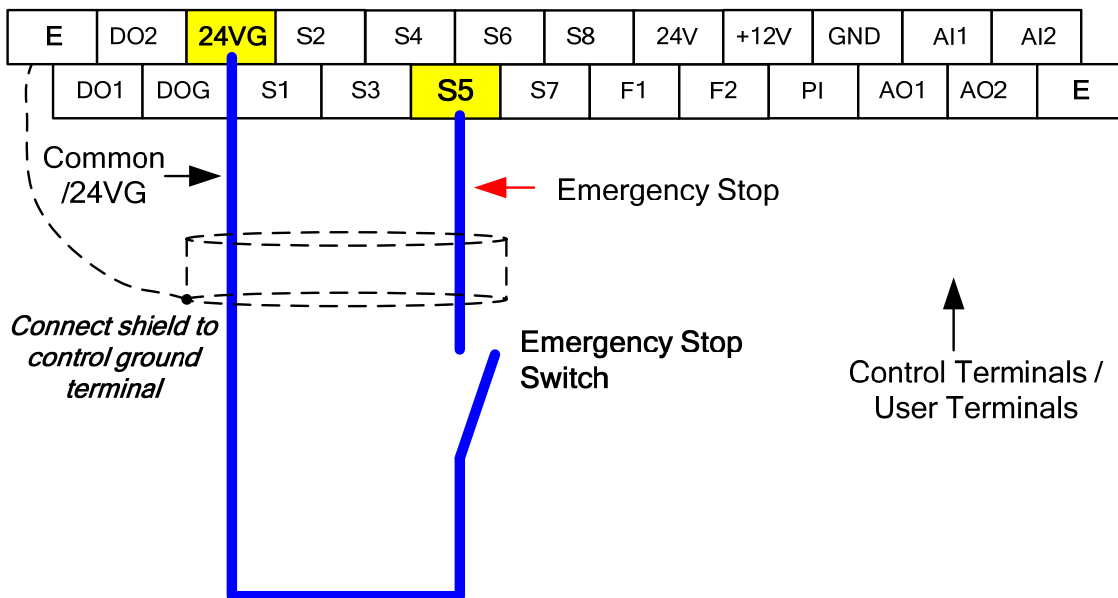 E DO2 24VG S2 S4 S6 S8 24V +12V GND AI1 AI2
DO1 DOG S1 S3 S5 S7 F1 F2 PI AO1 AO2 E
Common
/24VG
Emergency Stop
Connect shield to
control ground
terminal
Emergency Stop
Switch
Control Terminals /
User Terminals